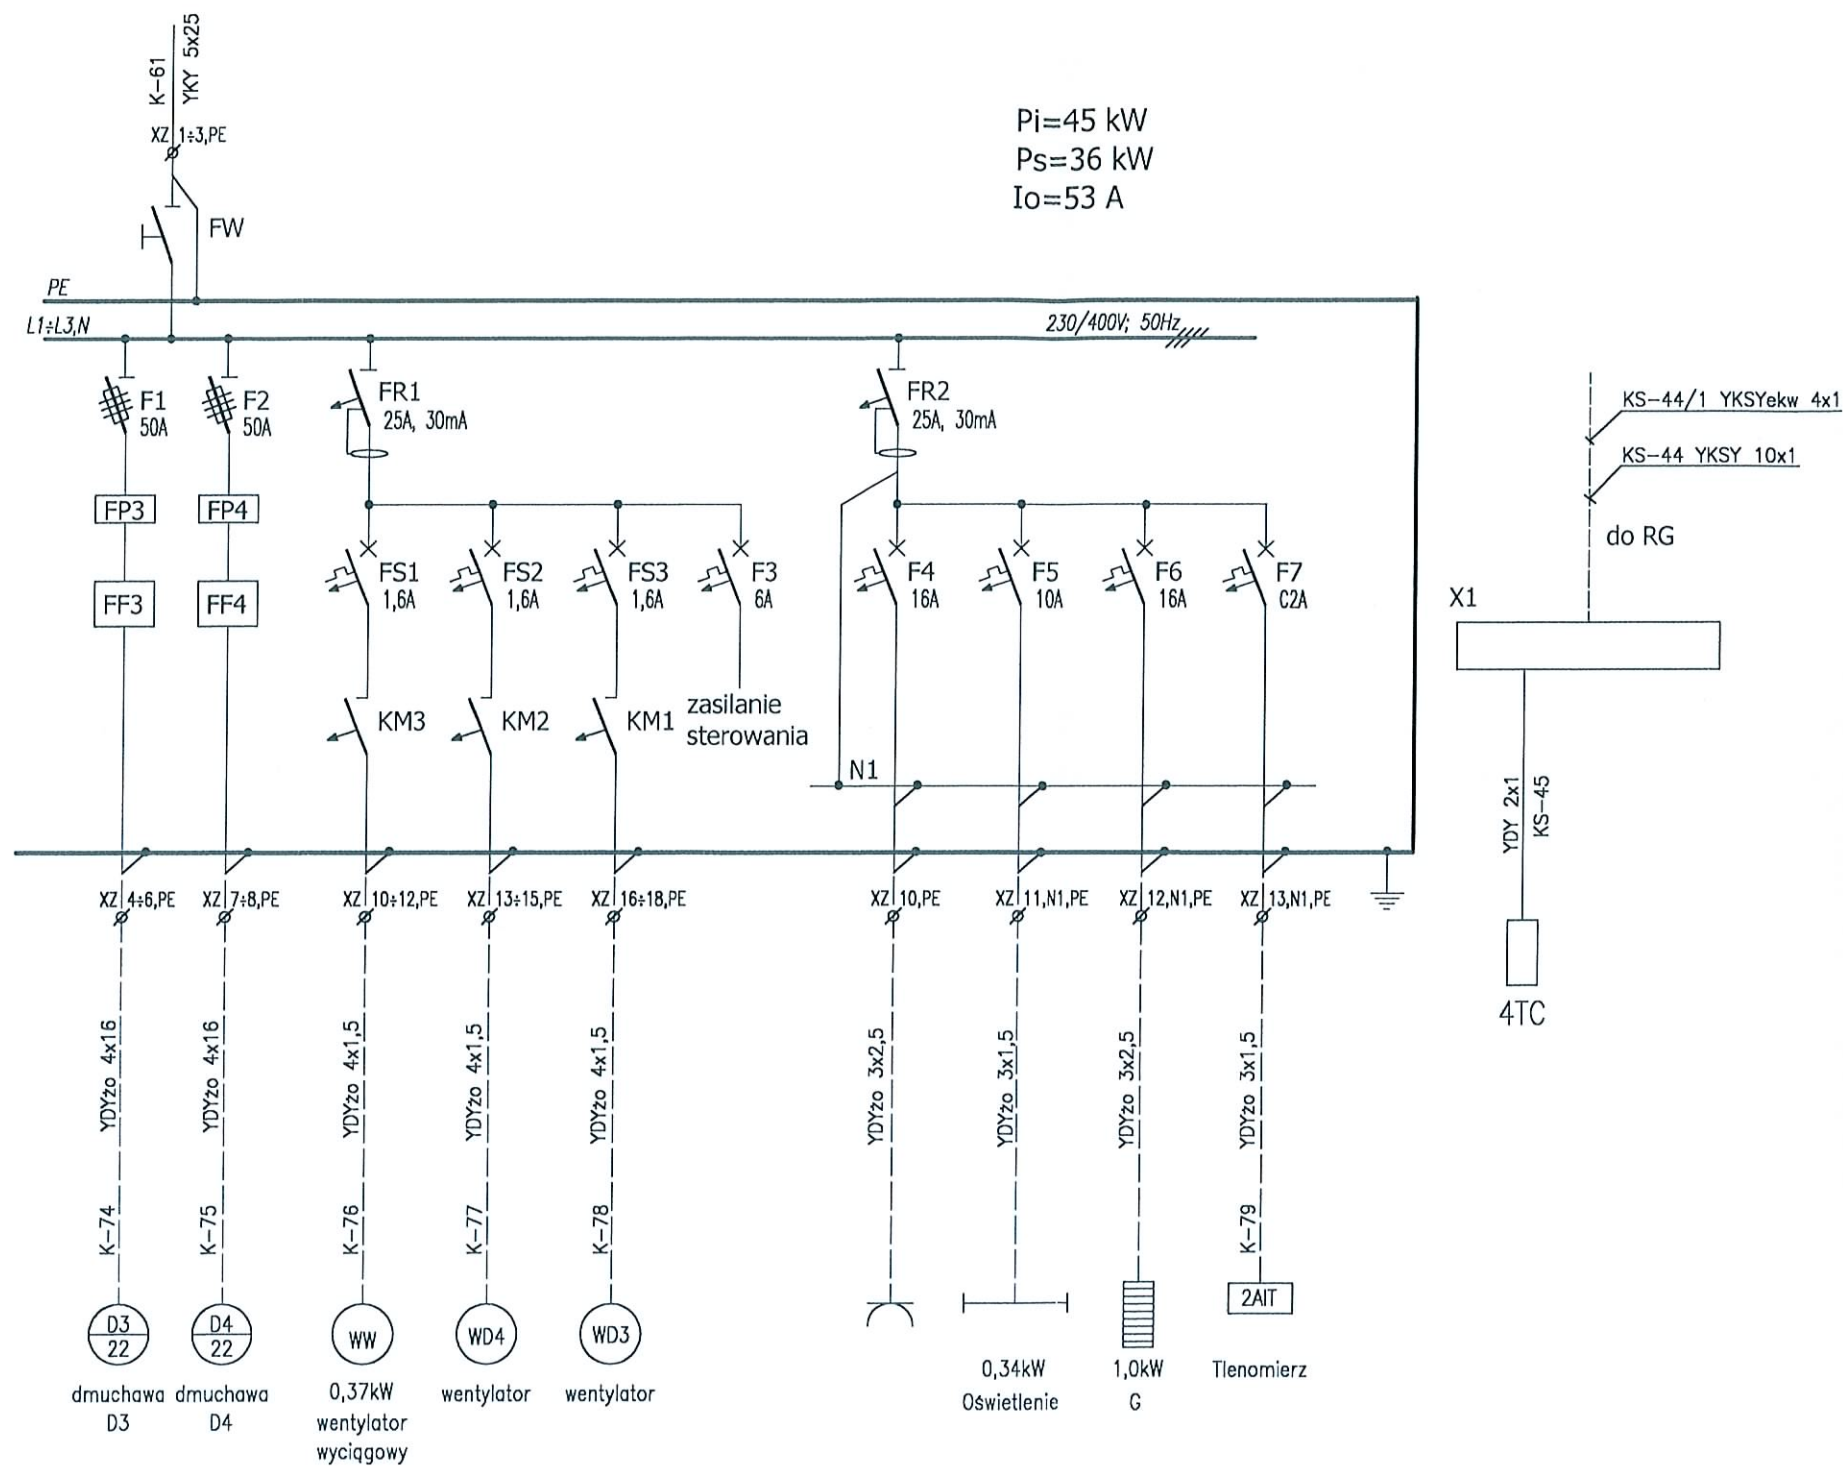 K-61
YKY 5x25
XZ 1÷3,PE
FW
Pi=45 kW
Ps=36 kW
Io=53 A
PE
L1÷L3,N
230/400V; 50Hz
F1
50A
F2
50A
FR1
25A, 30mA
FR2
25A, 30mA
KS-44/1 YKSYekw 4x1
KS-44 YKSY 10x1
do RG
FP3
FP4
FF3
FF4
FS1
1,6A
FS2
1,6A
FS3
1,6A
F3
6A
F4
16A
F5
10A
F6
16A
F7
C2A
X1
KM3
KM2
KM1
zasilanie
sterowania
N1
YDY 2x1
KS-45
4TC
XZ 4÷6,PE
XZ 7÷8,PE
XZ 10÷12,PE
XZ 13÷15,PE
XZ 16÷18,PE
XZ 10,PE
XZ 11,N1,PE
XZ 12,N1,PE
XZ 13,N1,PE
YDYżo 4x16
YDYżo 4x16
YDYżo 4x1,5
YDYżo 4x1,5
YDYżo 4x1,5
YDYżo 3x2,5
YDYżo 3x1,5
YDYżo 3x2,5
YDYżo 3x1,5
K-74
K-75
K-76
K-77
K-78
K-79
D3
22
D4
22
WW
WD4
WD3
2AIT
dmuchawa
D3
dmuchawa
D4
0,37kW
wentylator
wyciągowy
wentylator
wentylator
0,34kW
Oświetlenie
1,0kW
G
Tlenomierz